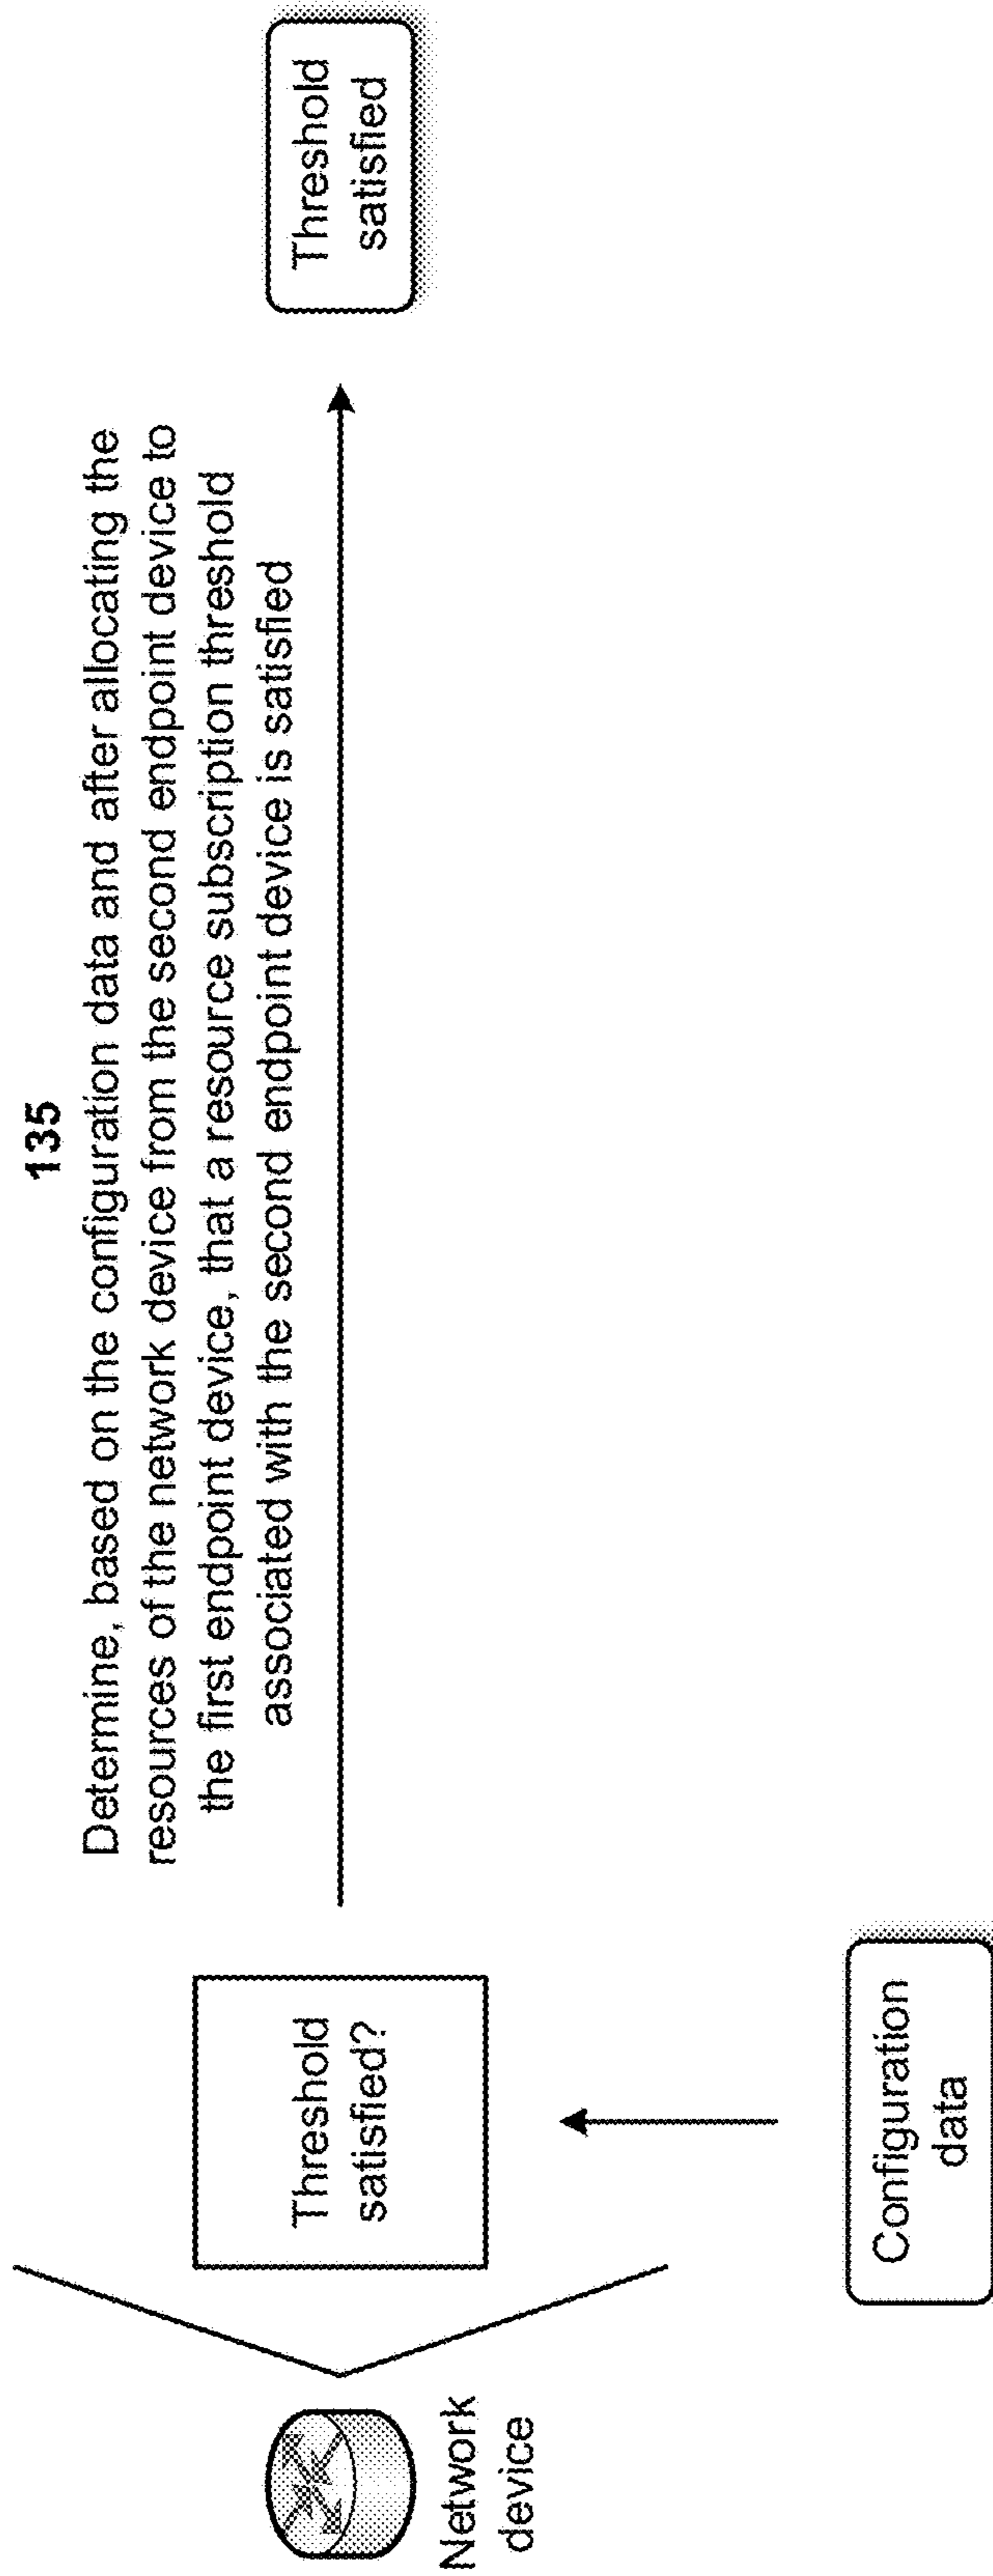 135
Determine, based on the configuration data and after allocating the
resources of the network device from the second endpoint device to
the first endpoint device, that a resource subscription threshold
associated with the second endpoint device is satisfied
Network
device
Threshold
satisfied?
Threshold
satisfied
Configuration
data